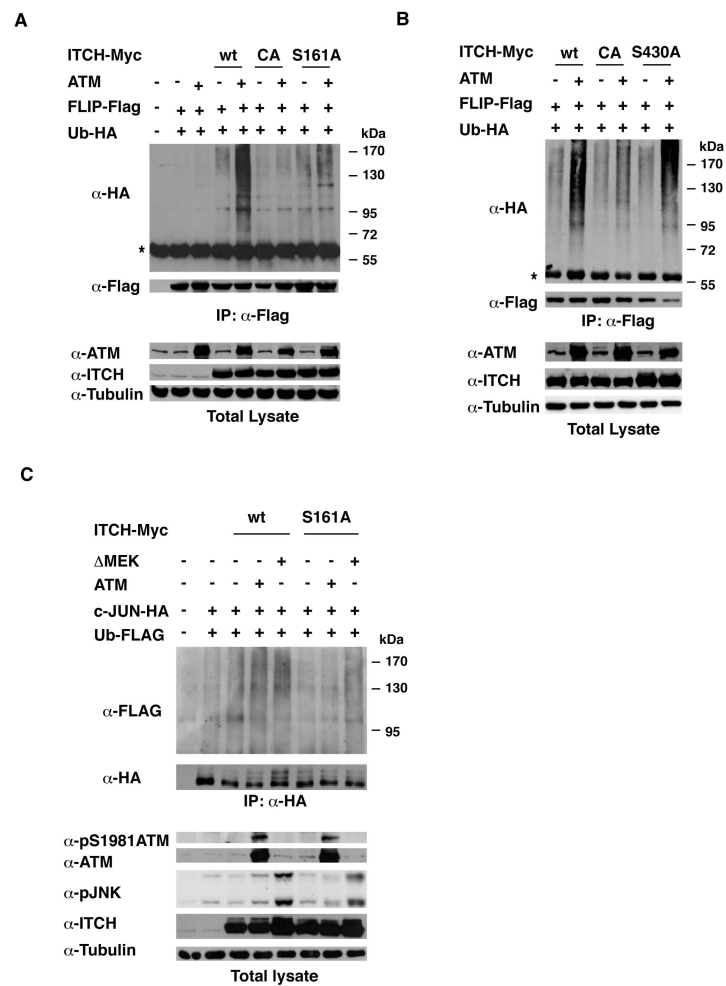 A
ITCH-Myc wt CA S161A
ATM - - + - + - + - +
FLIP-Flag - + + + + + + + +
Ub-HA - + + + + + + + +
kDa
α-HA
170
130
95
72
55
*
α-Flag
IP: α-Flag
α-ATM
α-ITCH
α-Tubulin
Total Lysate
B
ITCH-Myc wt CA S430A
ATM - + - + - +
FLIP-Flag + + + + + +
Ub-HA + + + + + +
kDa
α-HA
170
130
95
72
55
*
α-Flag
IP: α-Flag
α-ATM
α-ITCH
α-Tubulin
Total Lysate
C
ITCH-Myc wt S161A
ΔMEK - - - - + - - +
ATM - - - + - - + -
c-JUN-HA - + + + + + + +
Ub-FLAG - + + + + + + +
kDa
α-FLAG
170
130
95
α-HA
IP: α-HA
α-pS1981ATM
α-ATM
α-pJNK
α-ITCH
α-Tubulin
Total lysate